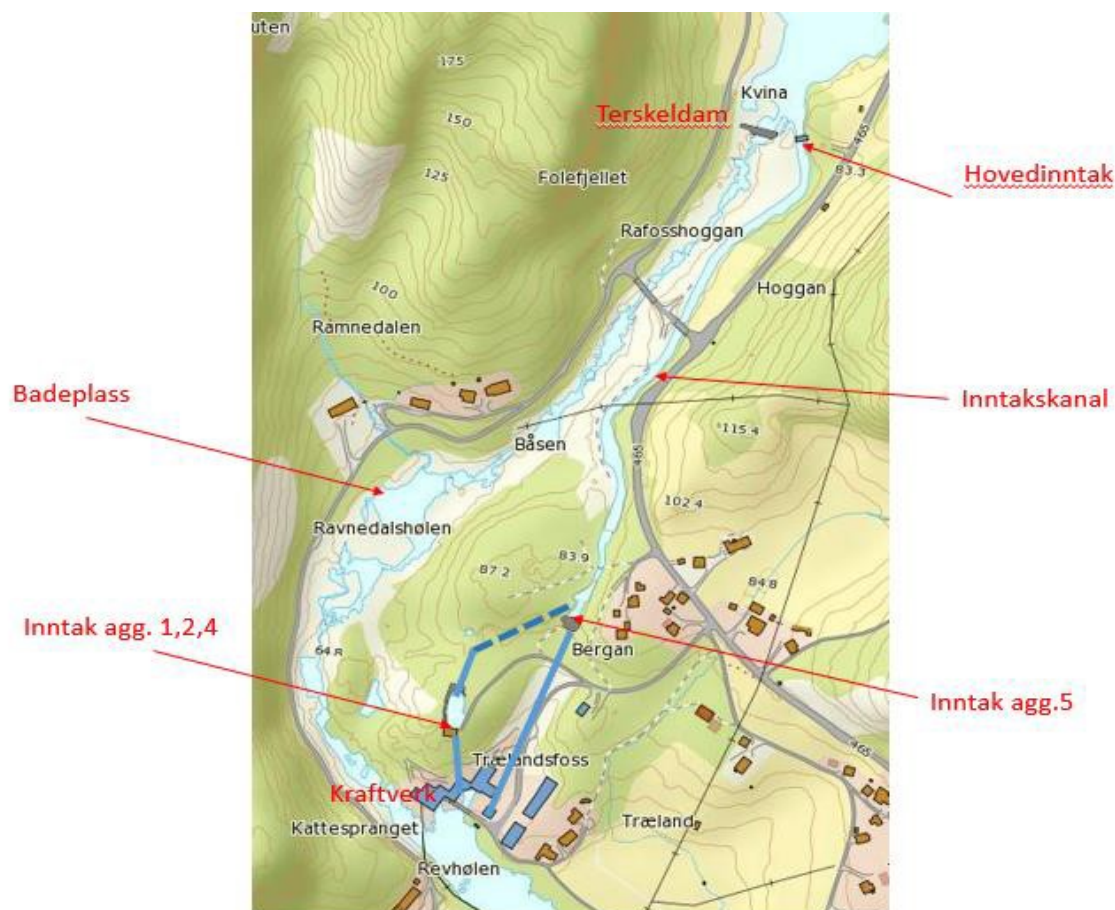 uten
175
Kvina
Terskeldam
150
465
Hovedinntak
125
83.3
Folefjellet
Rafosshoggan
100
Hoggan
Ramnedalen
Badeplass
Inntakskanal
115.4
Båsen
465
102.4
Ravnedalshølen
83.9
87.2
84.8
Inntak agg. 1,2,4
64.8
Bergan
Inntak agg.5
465
Trælandsfoss
Kraftverk
Kattespranget
Træland
Revhølen